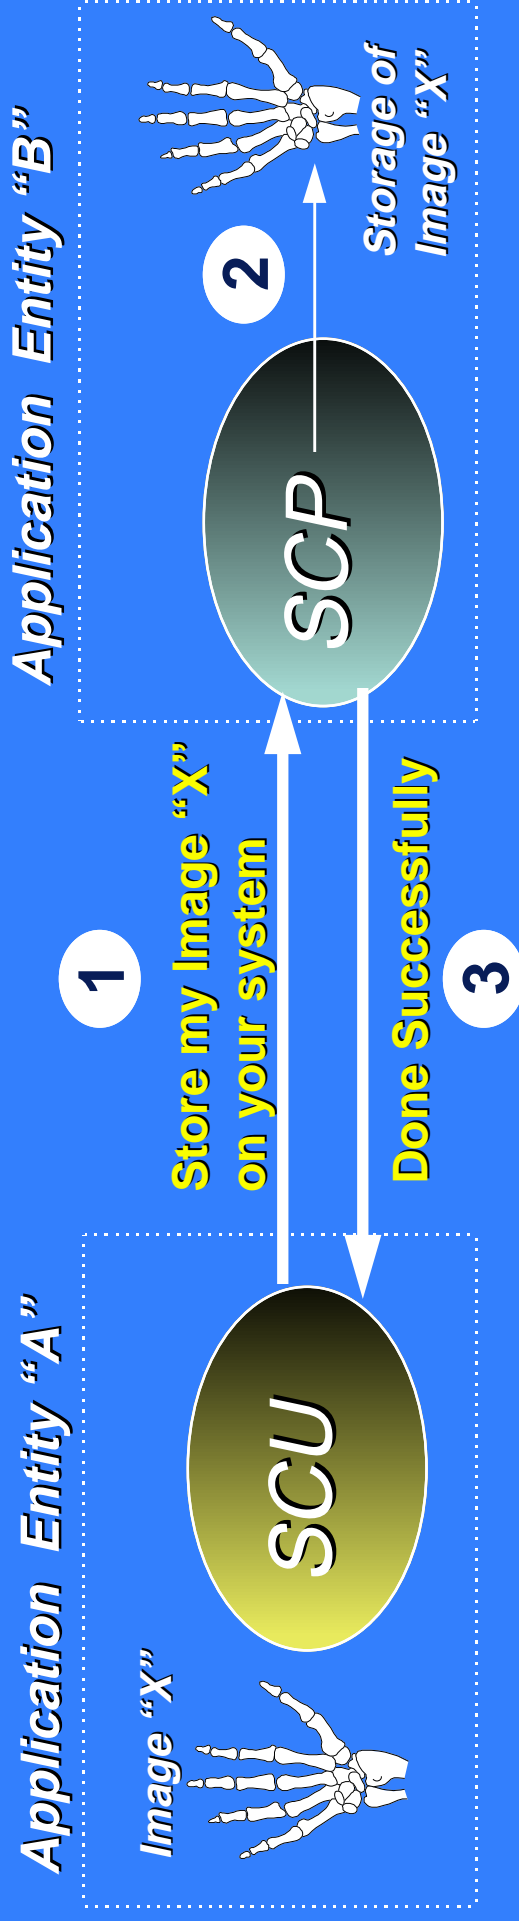 Application Entity “A”
Image “X”
SCU
1
Store my Image “X”
on your system
Done Successfully
3
Application Entity “B”
SCP
2
Storage of
Image “X”